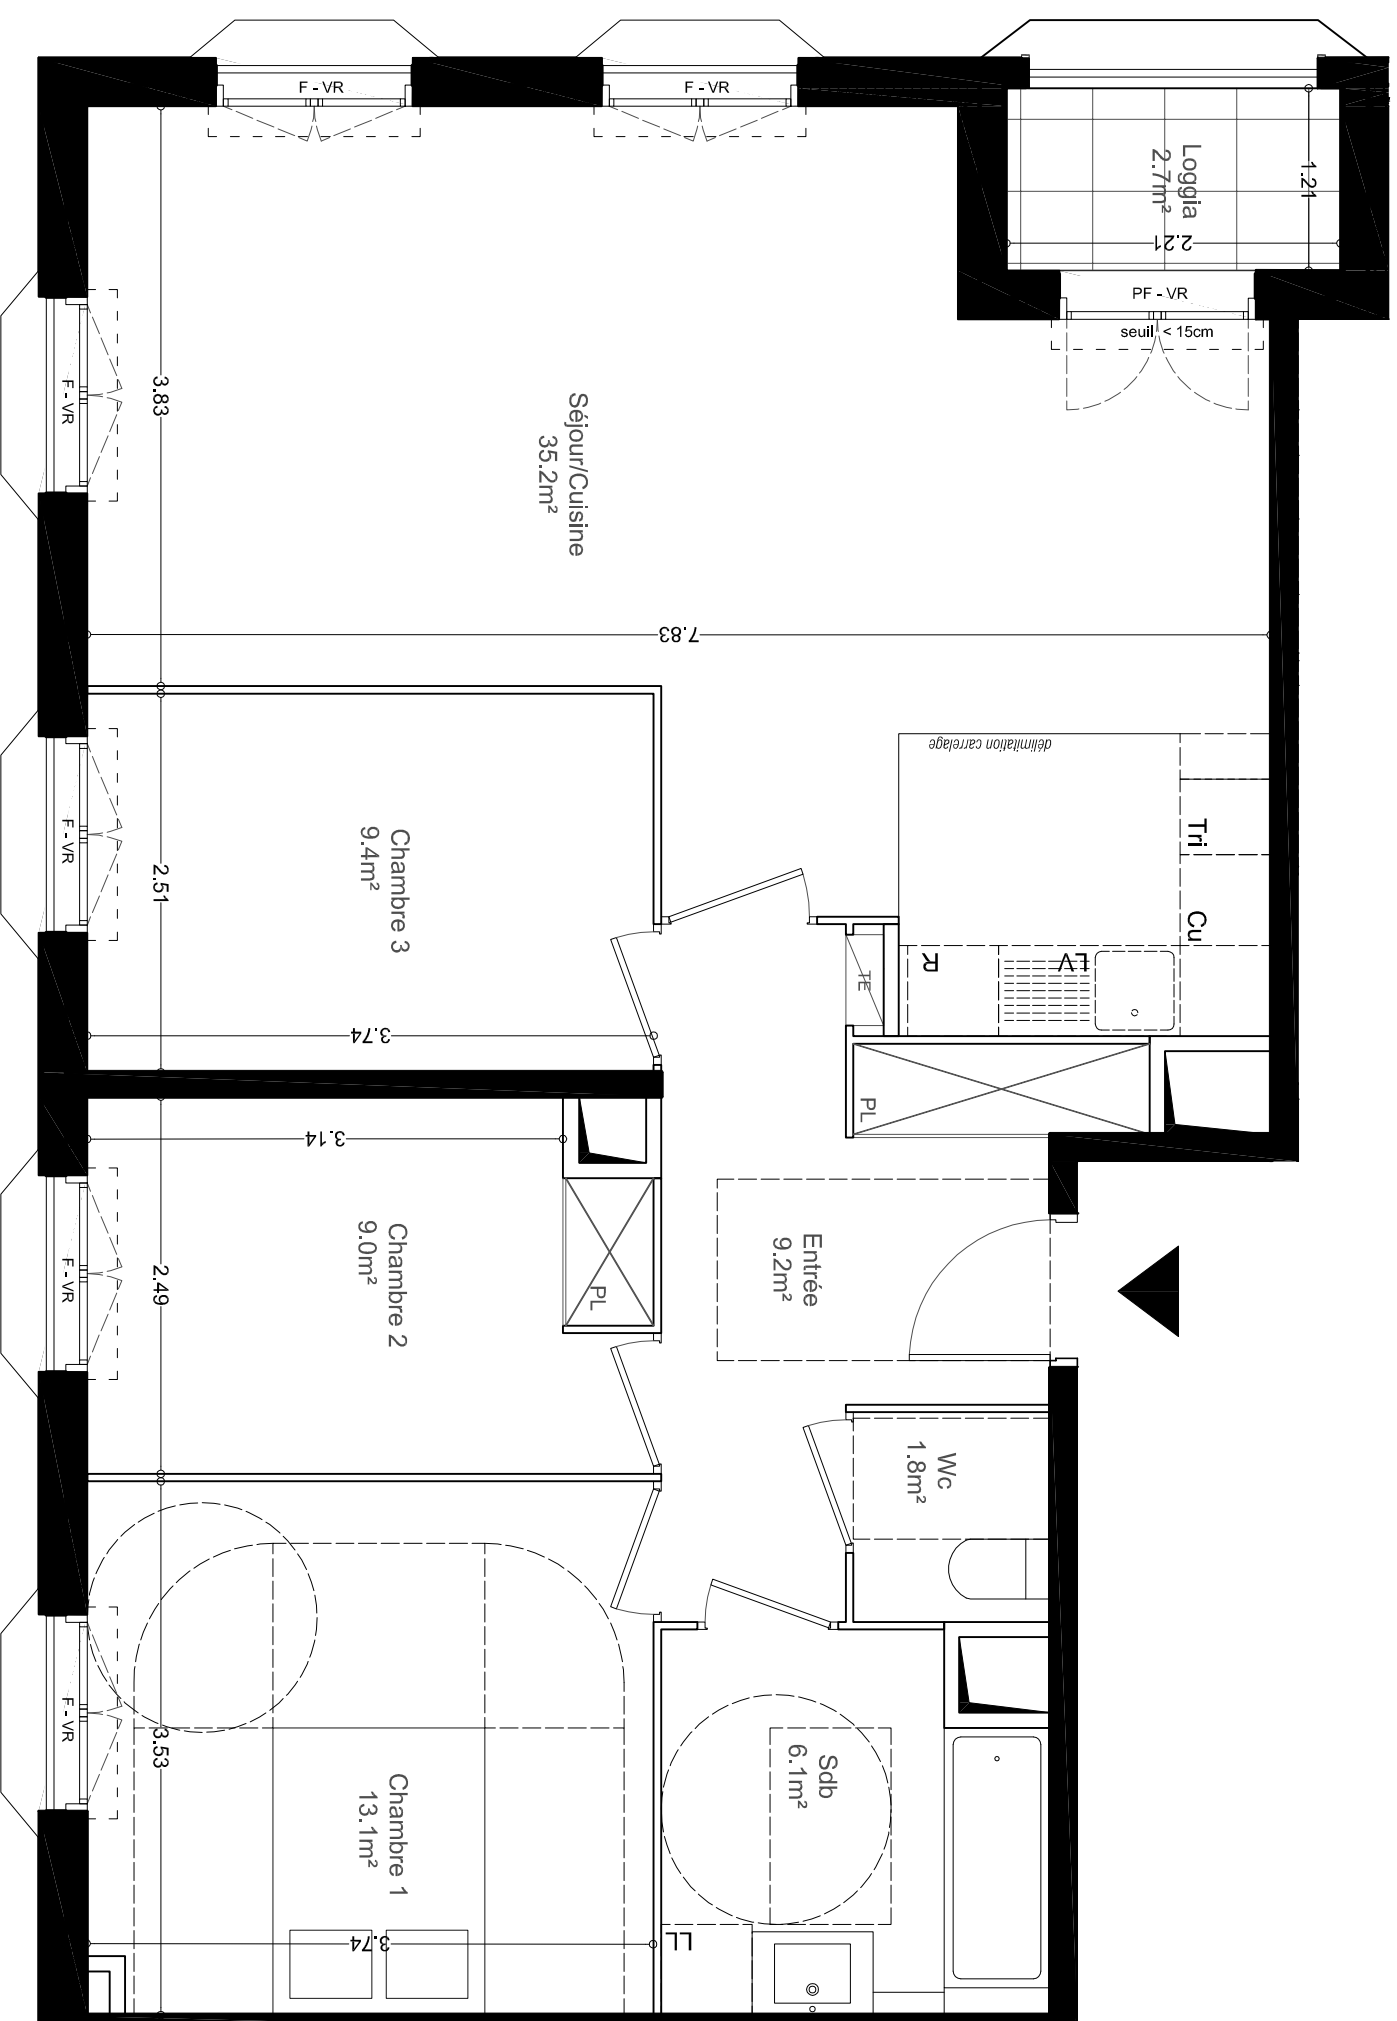 F - VR
F - VR
Loggia
2.7m²
1.21
2.21
PF - VR
seuil < 15cm
F - VR
3.83
Séjour/Cuisine
35.2m²
7.83
délimitation carrelage
Tri
Cu
LV
R
TE
PL
F - VR
2.51
Chambre 3
9.4m²
3.74
3.14
PL
F - VR
2.49
Chambre 2
9.0m²
Entrée
9.2m²
Wc
1.8m²
F - VR
3.53
Chambre 1
13.1m²
3.74
Sdb
6.1m²
LL